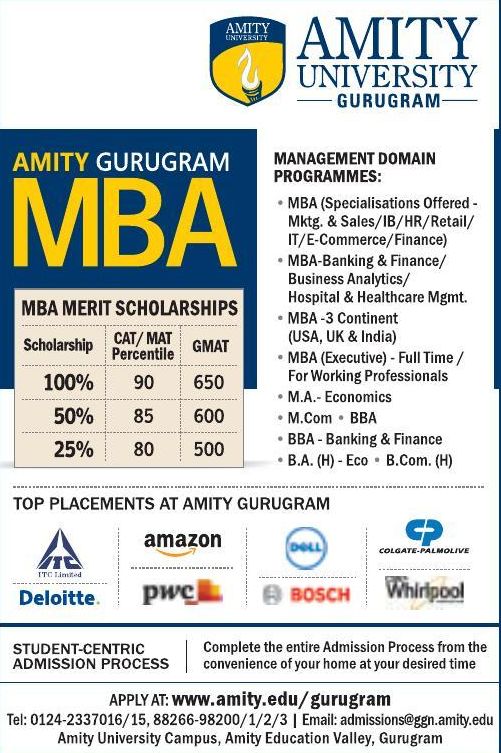 AMITY
UNIVERSITY
AMITY
UNIVERSITY
GURUGRAM
AMITY GURUGRAM
MBA
MBA MERIT SCHOLARSHIPS
Scholarship CAT/ MAT Percentile GMAT
100% 90 650
50% 85 600
25% 80 500
MANAGEMENT DOMAIN
PROGRAMMES:
• MBA (Specialisations Offered -
Mktg. & Sales/IB/HR/Retail/
IT/E-Commerce/Finance)
• MBA-Banking & Finance/
Business Analytics/
Hospital & Healthcare Mgmt.
• MBA -3 Continent
(USA, UK & India)
• MBA (Executive) - Full Time /
For Working Professionals
• M.A.- Economics
• M.Com • BBA
• BBA - Banking & Finance
• B.A. (H) - Eco • B.Com. (H)
TOP PLACEMENTS AT AMITY GURUGRAM
ITC
ITC Limited
amazon
DELL
CP
COLGATE-PALMOLIVE
Deloitte.
pwc
BOSCH
Whirlpool
STUDENT-CENTRIC
ADMISSION PROCESS
Complete the entire Admission Process from the
convenience of your home at your desired time
APPLY AT: www.amity.edu/gurugram
Tel: 0124-2337016/15, 88266-98200/1/2/3 | Email: admissions@ggn.amity.edu
Amity University Campus, Amity Education Valley, Gurugram